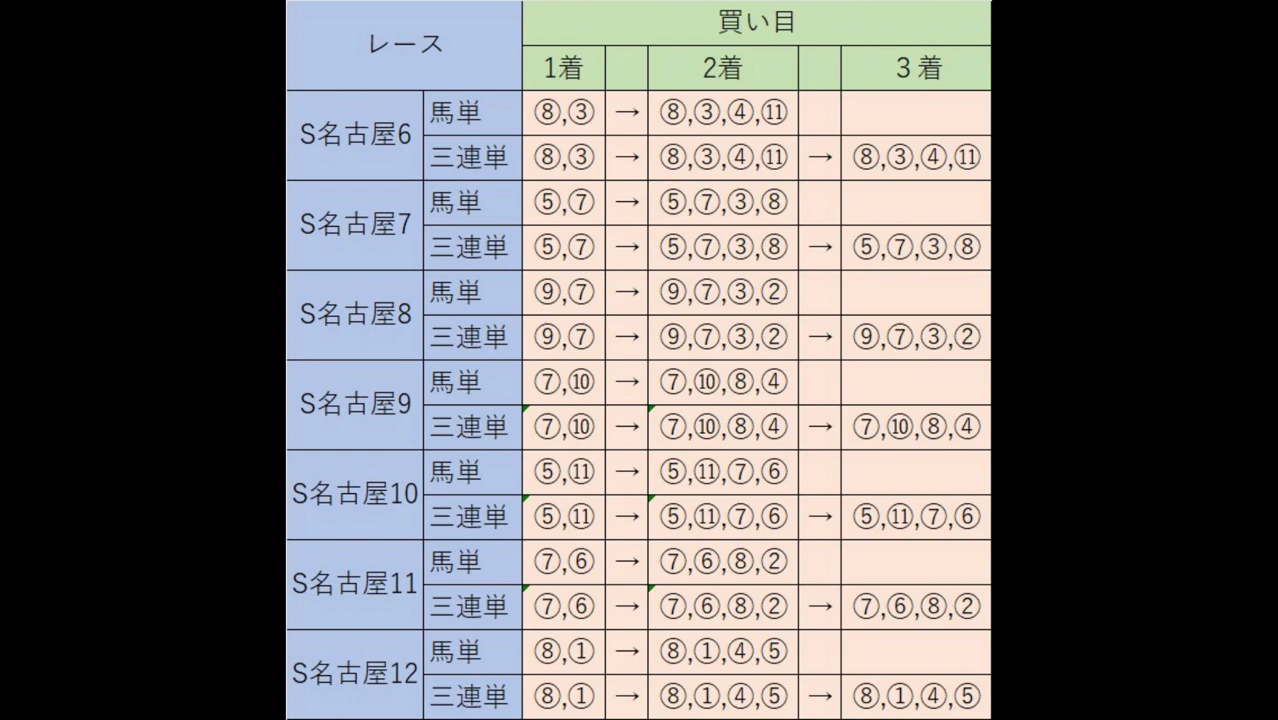 レース 買い目
1着 2着 3着
S名古屋6 馬単 ⑧,③ → ⑧,③,④,⑪
三連単 ⑧,③ → ⑧,③,④,⑪ → ⑧,③,④,⑪
S名古屋7 馬単 ⑤,⑦ → ⑤,⑦,③,⑧
三連単 ⑤,⑦ → ⑤,⑦,③,⑧ → ⑤,⑦,③,⑧
S名古屋8 馬単 ⑨,⑦ → ⑨,⑦,③,②
三連単 ⑨,⑦ → ⑨,⑦,③,② → ⑨,⑦,③,②
S名古屋9 馬単 ⑦,⑩ → ⑦,⑩,⑧,④
三連単 ⑦,⑩ → ⑦,⑩,⑧,④ → ⑦,⑩,⑧,④
S名古屋10 馬単 ⑤,⑪ → ⑤,⑪,⑦,⑥
三連単 ⑤,⑪ → ⑤,⑪,⑦,⑥ → ⑤,⑪,⑦,⑥
S名古屋11 馬単 ⑦,⑥ → ⑦,⑥,⑧,②
三連単 ⑦,⑥ → ⑦,⑥,⑧,② → ⑦,⑥,⑧,②
S名古屋12 馬単 ⑧,① → ⑧,①,④,⑤
三連単 ⑧,① → ⑧,①,④,⑤ → ⑧,①,④,⑤